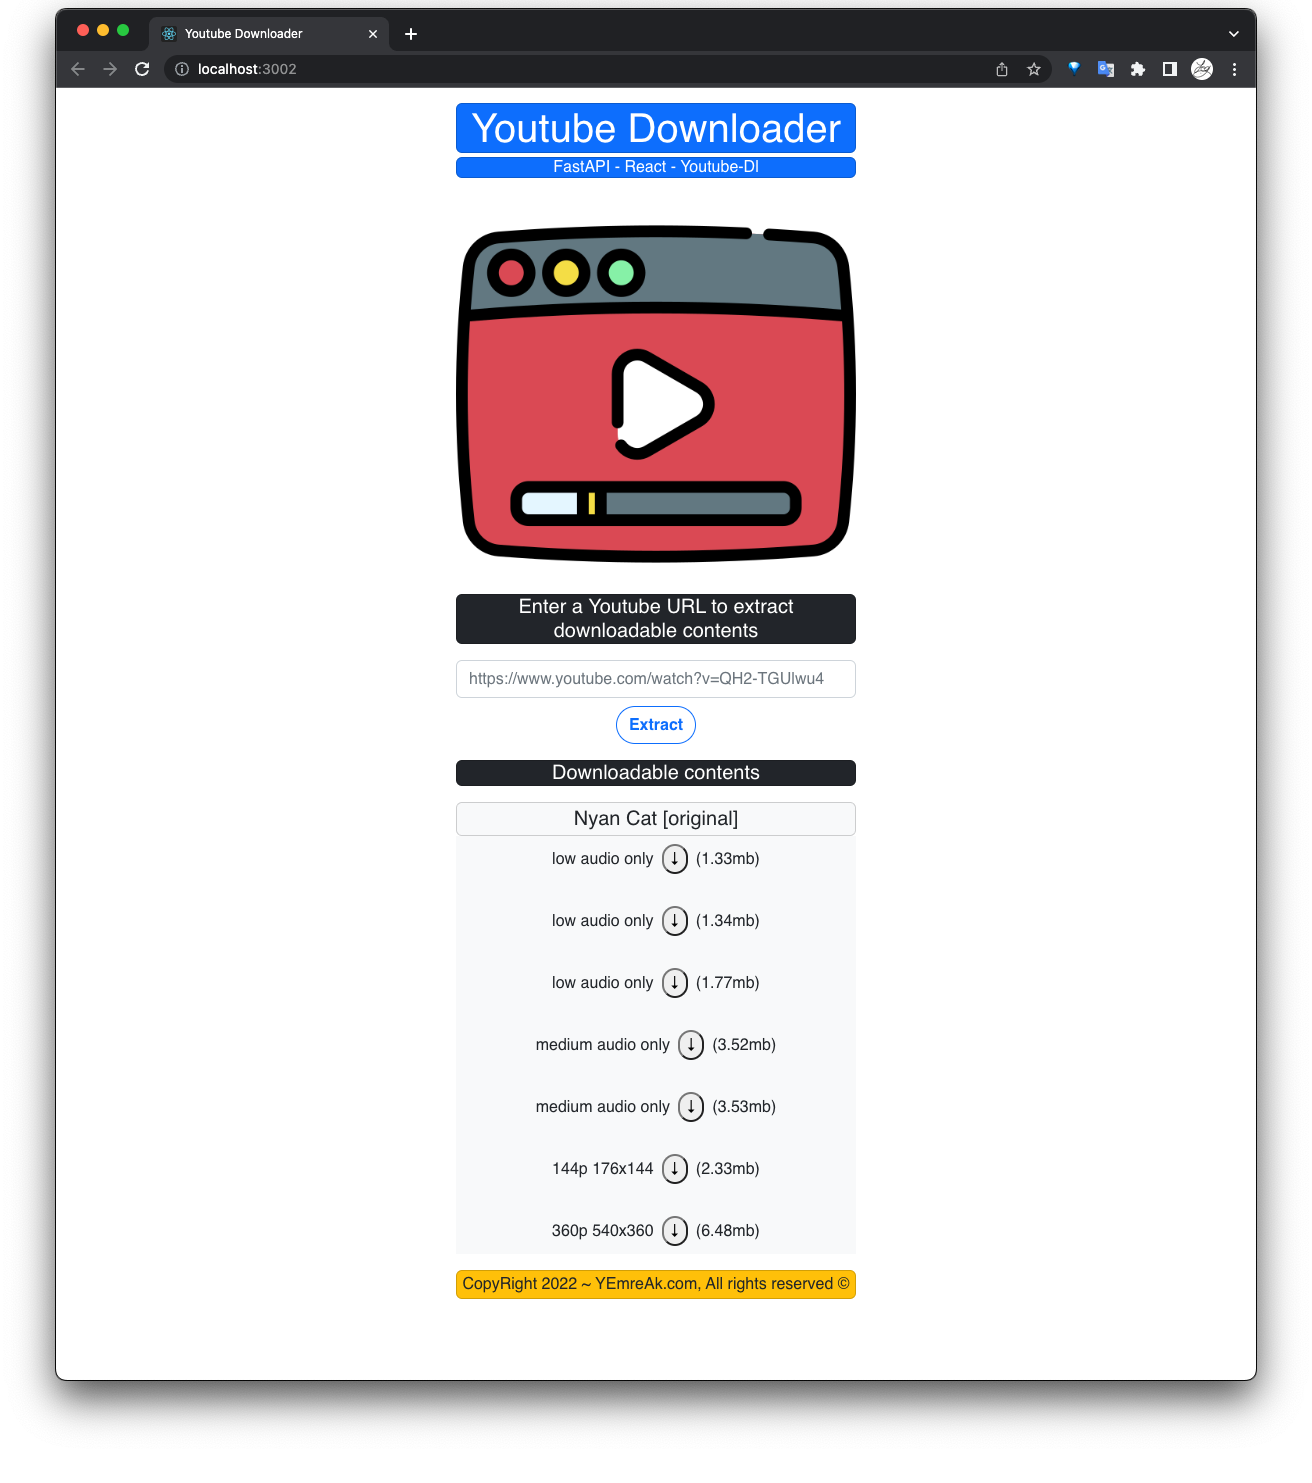 Youtube Downloader
localhost:3002
Youtube Downloader
FastAPI - React - Youtube-Dl
Enter a Youtube URL to extract
downloadable contents
https://www.youtube.com/watch?v=QH2-TGUlwu4
Extract
Downloadable contents
Nyan Cat [original]
low audio only ↓ (1.33mb)
low audio only ↓ (1.34mb)
low audio only ↓ (1.77mb)
medium audio only ↓ (3.52mb)
medium audio only ↓ (3.53mb)
144p 176x144 ↓ (2.33mb)
360p 540x360 ↓ (6.48mb)
CopyRight 2022 ~ YEmreAk.com, All rights reserved ©